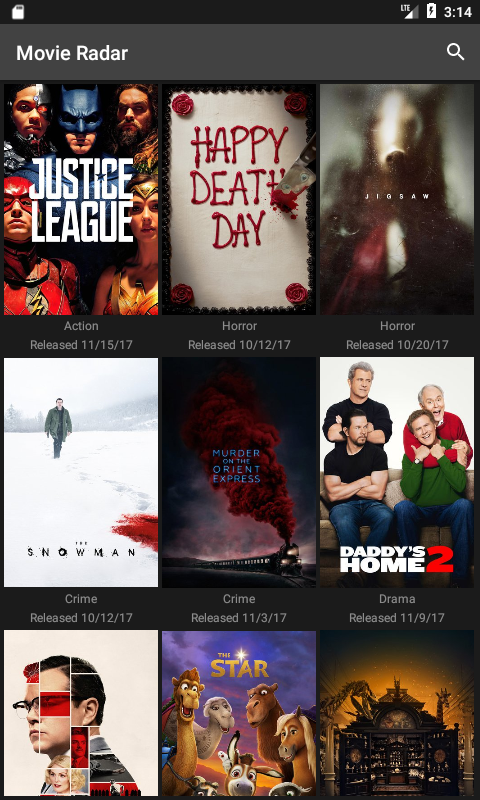 LTE 3:14
Movie Radar
JUSTICE
LEAGUE
HAPPY
DEATH
DAY
JIGSAW
Action
Horror
Horror
Released 11/15/17
Released 10/12/17
Released 10/20/17
THE
SNOWMAN
MURDER
ON THE
ORIENT
EXPRESS
DADDY'S
HOME 2
Crime
Crime
Drama
Released 10/12/17
Released 11/3/17
Released 11/9/17
THE
STAR